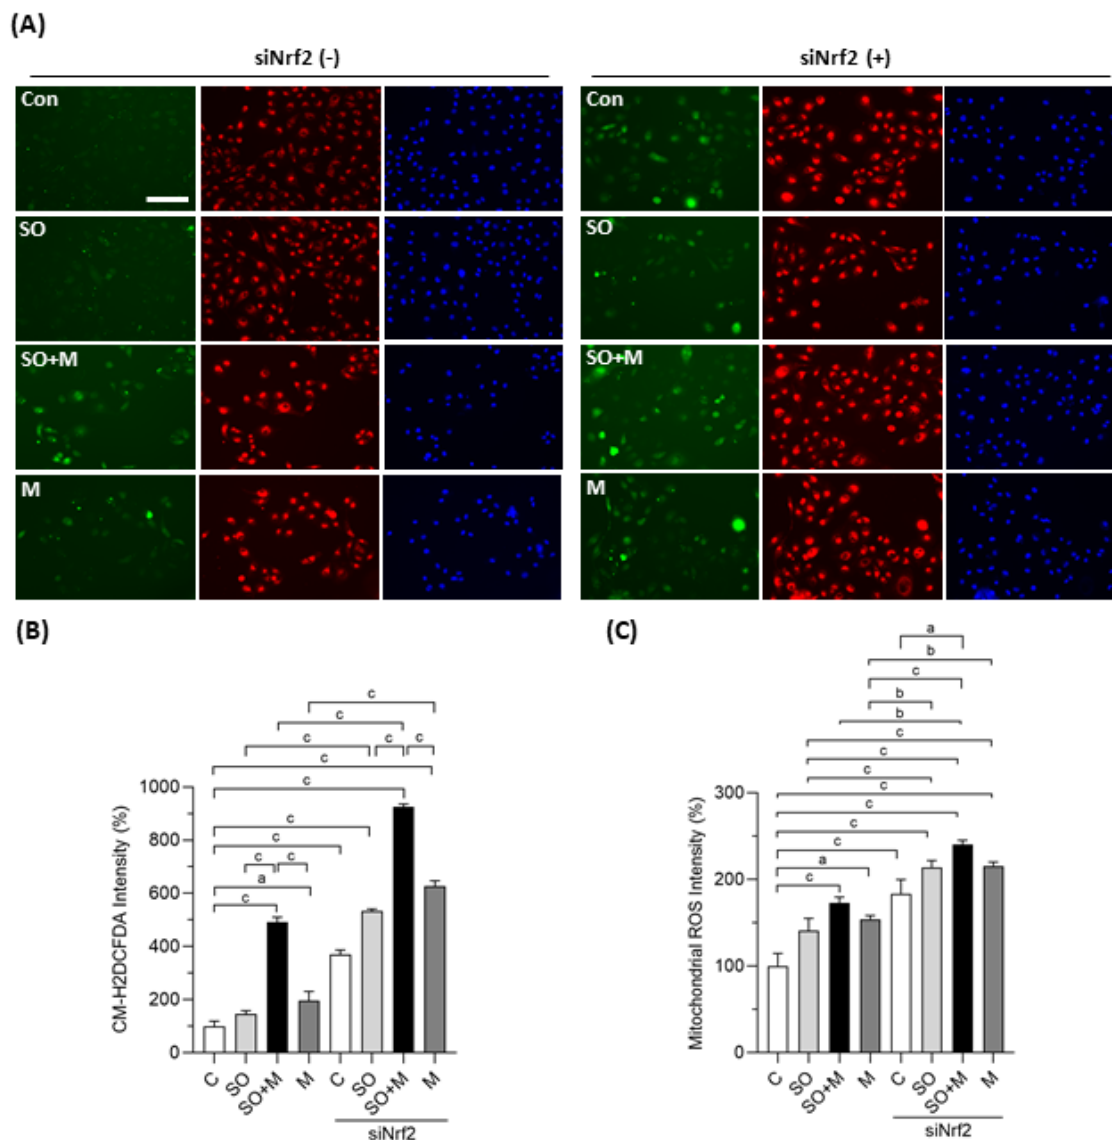 (A)
siNrf2 (-)
siNrf2 (+)
Con
Con
SO
SO
SO+M
SO+M
M
M
(B)
(C)
CM-H2DCFDA Intensity (%)
1000
800
600
400
200
0
c
c
c c c
c
c
c
c
c c
a
c
C SO SO+M M C SO SO+M M
siNrf2
Mitochondrial ROS Intensity (%)
300
200
100
0
a
b
c
b
b
c
c
c
c
c
c
c
a
c
C SO SO+M M C SO SO+M M
siNrf2